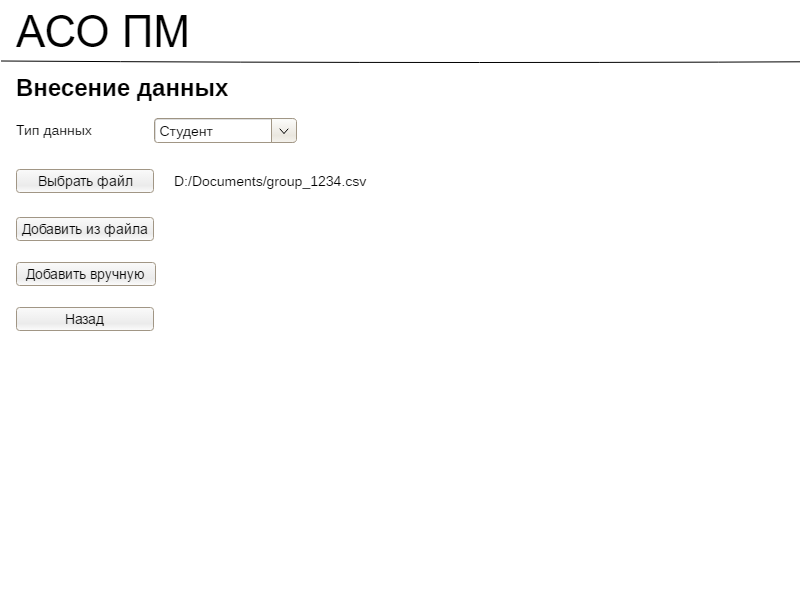 АСО ПМ
Внесение данных
Тип данных Студент
Выбрать файл D:/Documents/group_1234.csv
Добавить из файла
Добавить вручную
Назад